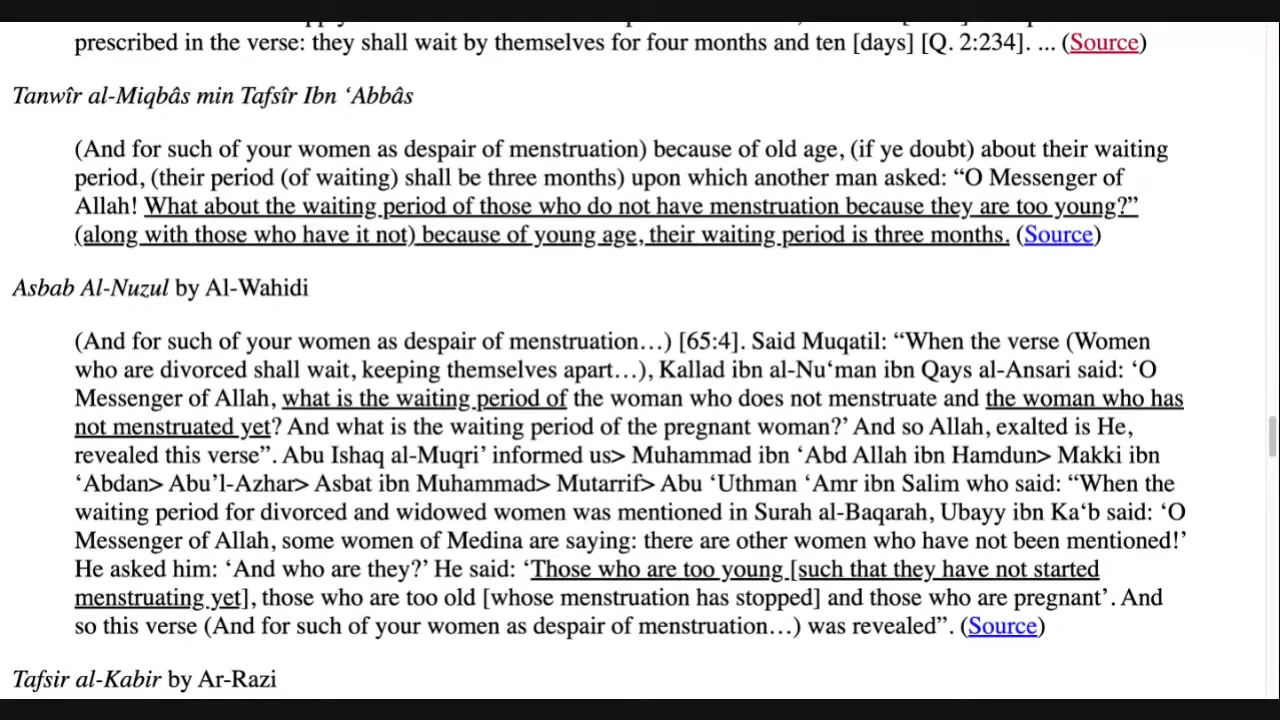 prescribed in the verse: they shall wait by themselves for four months and ten [days] [Q. 2:234]. ... (Source)
Tanwîr al-Miqbâs min Tafsîr Ibn ‘Abbâs
(And for such of your women as despair of menstruation) because of old age, (if ye doubt) about their waiting
period, (their period (of waiting) shall be three months) upon which another man asked: “O Messenger of
Allah! What about the waiting period of those who do not have menstruation because they are too young?”
(along with those who have it not) because of young age, their waiting period is three months. (Source)
Asbab Al-Nuzul by Al-Wahidi
(And for such of your women as despair of menstruation…) [65:4]. Said Muqatil: “When the verse (Women
who are divorced shall wait, keeping themselves apart…), Kallad ibn al-Nu‘man ibn Qays al-Ansari said: ‘O
Messenger of Allah, what is the waiting period of the woman who does not menstruate and the woman who has
not menstruated yet? And what is the waiting period of the pregnant woman?’ And so Allah, exalted is He,
revealed this verse”. Abu Ishaq al-Muqri’ informed us> Muhammad ibn ‘Abd Allah ibn Hamdun> Makki ibn
‘Abdan> Abu’l-Azhar> Asbat ibn Muhammad> Mutarrif> Abu ‘Uthman ‘Amr ibn Salim who said: “When the
waiting period for divorced and widowed women was mentioned in Surah al-Baqarah, Ubayy ibn Ka‘b said: ‘O
Messenger of Allah, some women of Medina are saying: there are other women who have not been mentioned!’
He asked him: ‘And who are they?’ He said: ‘Those who are too young [such that they have not started
menstruating yet], those who are too old [whose menstruation has stopped] and those who are pregnant’. And
so this verse (And for such of your women as despair of menstruation…) was revealed”. (Source)
Tafsir al-Kabir by Ar-Razi